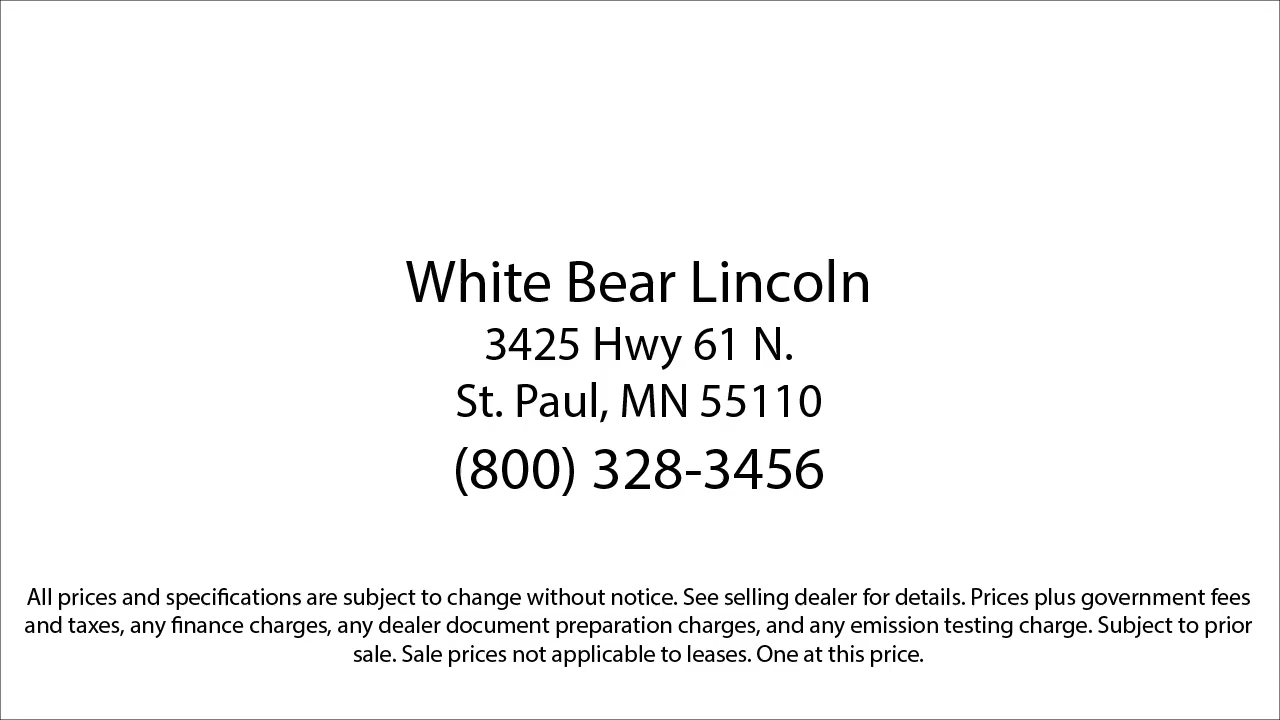 White Bear Lincoln
3425 Hwy 61 N.
St. Paul, MN 55110
(800) 328-3456
All prices and specifications are subject to change without notice. See selling dealer for details. Prices plus government fees
and taxes, any finance charges, any dealer document preparation charges, and any emission testing charge. Subject to prior
sale. Sale prices not applicable to leases. One at this price.